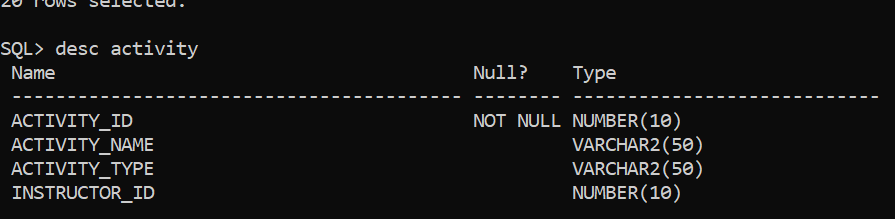 20 rows selected.
SQL> desc activity
Name Null? Type
----------------------------------------- -------- ----------------------------
ACTIVITY_ID NOT NULL NUMBER(10)
ACTIVITY_NAME VARCHAR2(50)
ACTIVITY_TYPE VARCHAR2(50)
INSTRUCTOR_ID NUMBER(10)